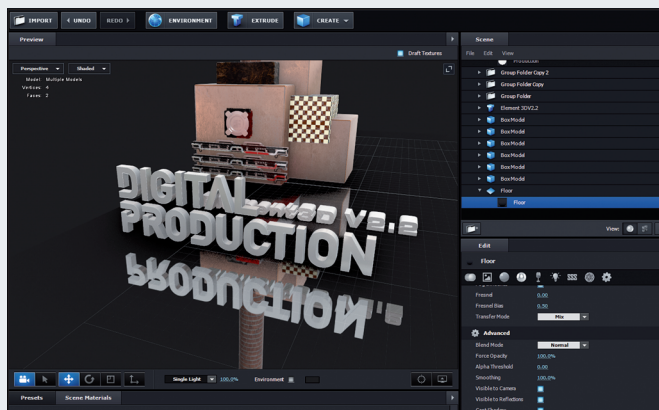 IMPORT
UNDO
REDO
ENVIRONMENT
EXTRUDE
CREATE
Preview
Draft Textures
Perspective
Shaded
Model: Multiple Models
Vertices: 4
Faces: 2
DIGITAL
V2.2
PRODUCTION
Single Light
100.0%
Environment
Presets
Scene Materials
Scene
File Edit View
Production
Group Folder Copy 2
Group Folder Copy
Group Folder
Element 3DV2.2
BoxModel
BoxModel
BoxModel
BoxModel
BoxModel
BoxModel
Floor
Floor
View:
Edit
Floor
Fresnel 0.00
Fresnel Bias 0.50
Transfer Mode Mix
Advanced
Blend Mode Normal
Force Opacity 100.0%
Alpha Threshold 0.00
Smoothing 100.0%
Visible to Camera
Visible to Reflections